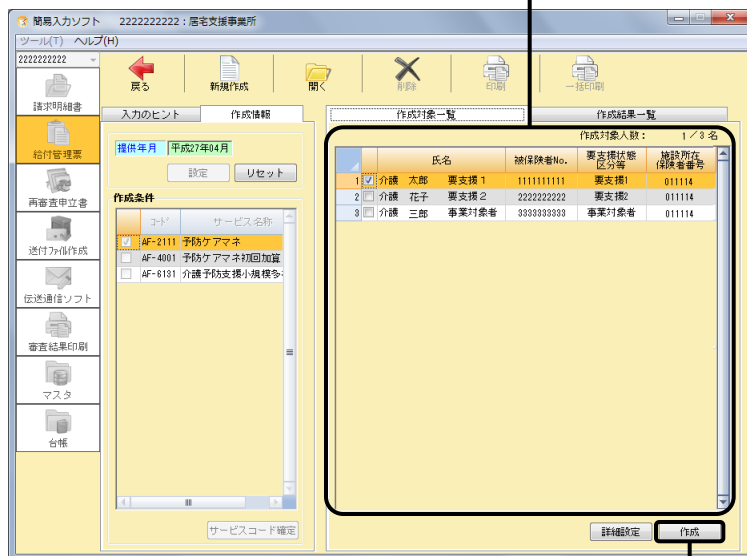 簡易入力ソフト 2222222222：居宅支援事業所
ツール(T) ヘルプ(H)
2222222222
戻る 新規作成 開く 削除 印刷 一括印刷
請求明細書
給付管理票
再審査申立書
送付ファイル作成
伝送通信ソフト
審査結果印刷
マスタ
台帳
入力のヒント 作成情報
提供年月 平成27年04月
設定 リセット
作成条件
コード サービス名称
AF-2111 予防ケアマネ
AF-4001 予防ケアマネ初回加算
AF-6131 介護予防支援小規模多
サービスコード確定
作成対象一覧 作成結果一覧
作成対象人数： 1／3 名
氏名 被保険者No. 要支援状態区分等 施設所在保険者番号
1 介護 太郎 要支援１ 1111111111 要支援1 011114
2 介護 花子 要支援２ 2222222222 要支援2 011114
3 介護 三郎 事業対象者 3333333333 事業対象者 011114
詳細設定 作成